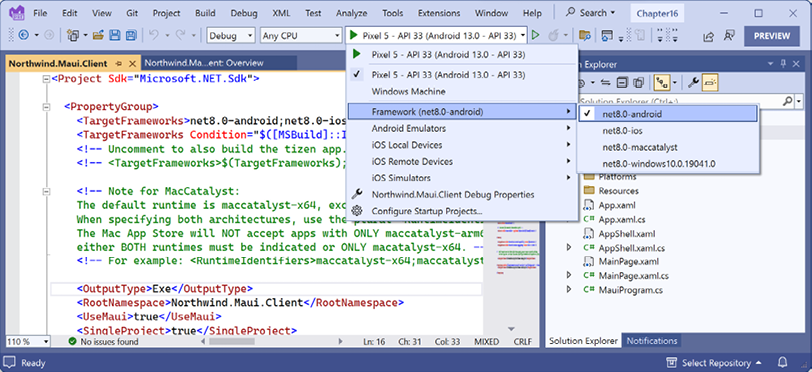 File Edit View Git Project Build Debug XML Test Analyze Tools Extensions Window Help Search Chapter16
Debug Any CPU Pixel 5 - API 33 (Android 13.0 - API 33) PREVIEW
Northwind.Maui.Client Northwind.Ma...ent: Overview
<Project Sdk="Microsoft.NET.Sdk">
<PropertyGroup>
<TargetFrameworks>net8.0-android;net8.0-ios
<TargetFrameworks Condition="$([MSBuild]::I
<!-- Uncomment to also build the tizen app.
<!-- <TargetFrameworks>$(TargetFrameworks);
<!-- Note for MacCatalyst:
The default runtime is maccatalyst-x64, exc
When specifying both architectures, use the
The Mac App Store will NOT accept apps with ONLY maccatalyst-arm6
either BOTH runtimes must be indicated or ONLY maccatalyst-x64. --
<!-- For example: <RuntimeIdentifiers>maccatalyst-x64;maccatalyst
<OutputType>Exe</OutputType>
<RootNamespace>Northwind.Maui.Client</RootNamespace>
<UseMaui>true</UseMaui>
<SingleProject>true</SingleProject>
Pixel 5 - API 33 (Android 13.0 - API 33)
Pixel 5 - API 33 (Android 13.0 - API 33)
Windows Machine
Framework (net8.0-android)
Android Emulators
iOS Local Devices
iOS Remote Devices
iOS Simulators
Northwind.Maui.Client Debug Properties
Configure Startup Projects...
net8.0-android
net8.0-ios
net8.0-maccatalyst
net8.0-windows10.0.19041.0
Explorer
Platforms
Resources
App.xaml
C# App.xaml.cs
AppShell.xaml
C# AppShell.xaml.cs
MainPage.xaml
C# MainPage.xaml.cs
C# MauiProgram.cs
110 % No issues found Ln: 16 Ch: 31 Col: 33 MIXED CRLF
Solution Explorer Notifications
Ready Select Repository